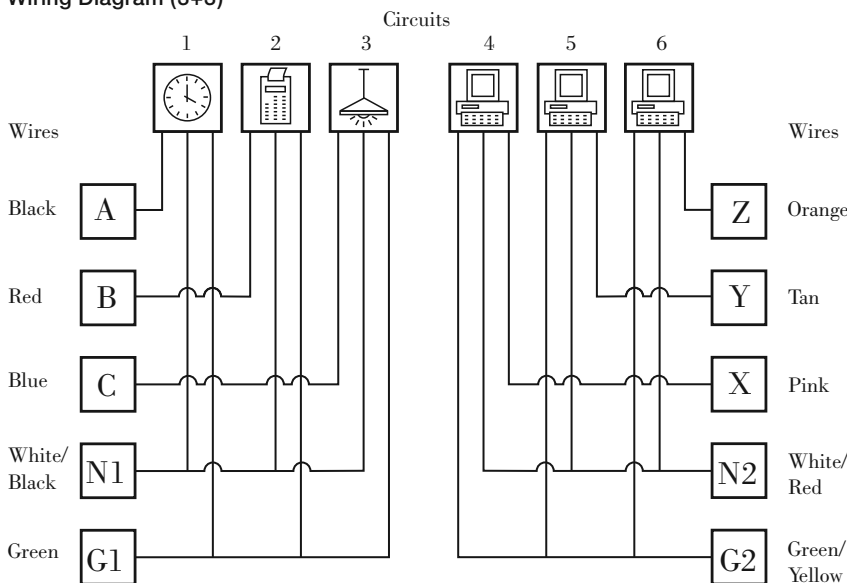 Wiring Diagram (3+3)
Circuits
1 2 3 4 5 6
Wires Wires
Black A Z Orange
Red B Y Tan
Blue C X Pink
White/
Black N1 N2 White/
Red
Green G1 G2 Green/
Yellow